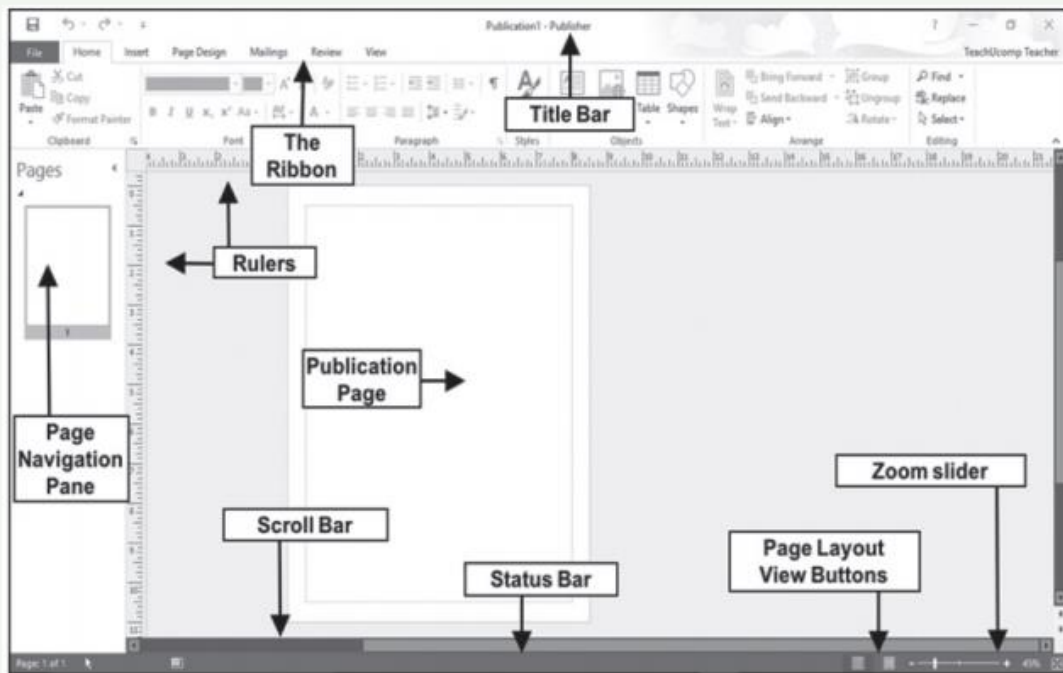 Publication1 - Publisher
File Home Insert Page Design Mailings Review View
TeachUcomp Teacher
Paste
Cut
Copy
Format Painter
Clipboard
B I U
Font
Paragraph
Styles
Table Shapes
Objects
Wrap
Text
Bring Forward
Send Backward
Align
Group
Ungroup
Rotate
Arrange
Find
Replace
Select
Editing
Title Bar
The
Ribbon
Pages
1
Rulers
Publication
Page
Page
Navigation
Pane
Zoom slider
Scroll Bar
Page Layout
View Buttons
Status Bar
Page: 1 of 1
45%